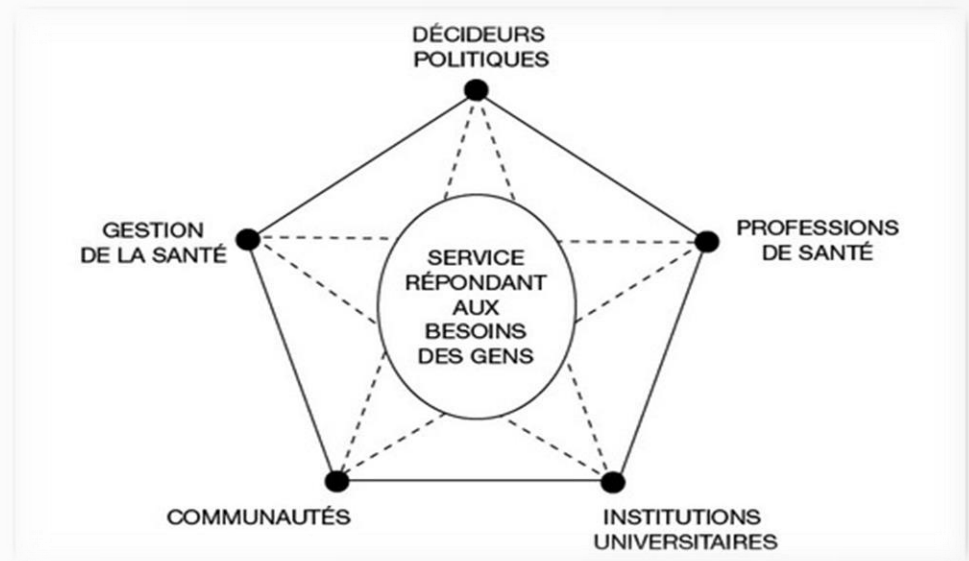 DÉCIDEURS
POLITIQUES
GESTION
DE LA SANTÉ
PROFESSIONS
DE SANTÉ
SERVICE
RÉPONDANT
AUX
BESOINS
DES GENS
COMMUNAUTÉS
INSTITUTIONS
UNIVERSITAIRES